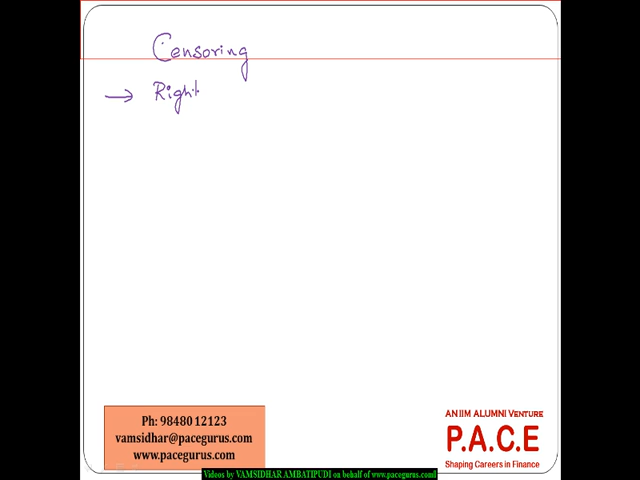 Censoring
→ Right
Ph: 98480 12123
vamsidhar@pacegurus.com
www.pacegurus.com
AN IIM ALUMNI VENTURE
P.A.C.E
Shaping Careers in Finance
Videos by VAMSIDHAR AMBATIPUDI on behalf of www.pacegurus.com